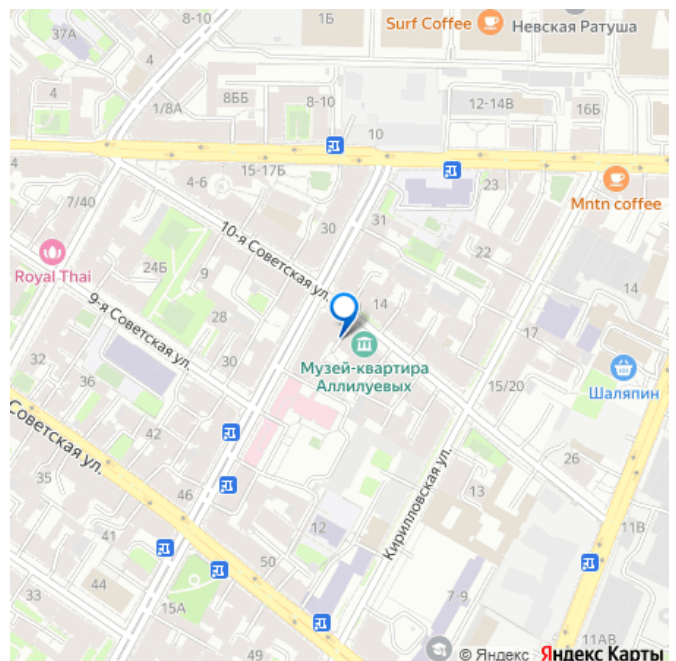 8-10
1Б
Surf Coffee
Невская Ратуша
37А
4
8ББ
8-10
12-14В
16Б
1/8А
10
4
15-17Б
4-6
23
Mntn coffee
7/40
30
31
10-я Советская ул.
22
Royal Thai
24Б
9
14
14
9-я Советская ул.
28
17
32
30
Музей-квартира
Аллилуевых
36
15/20
Шаляпин
Советская ул.
42
26
35
46
Кирилловская ул.
13
41
12
11В
50
44
15А
7-9
49
11АВ
© Яндекс Яндекс Карты